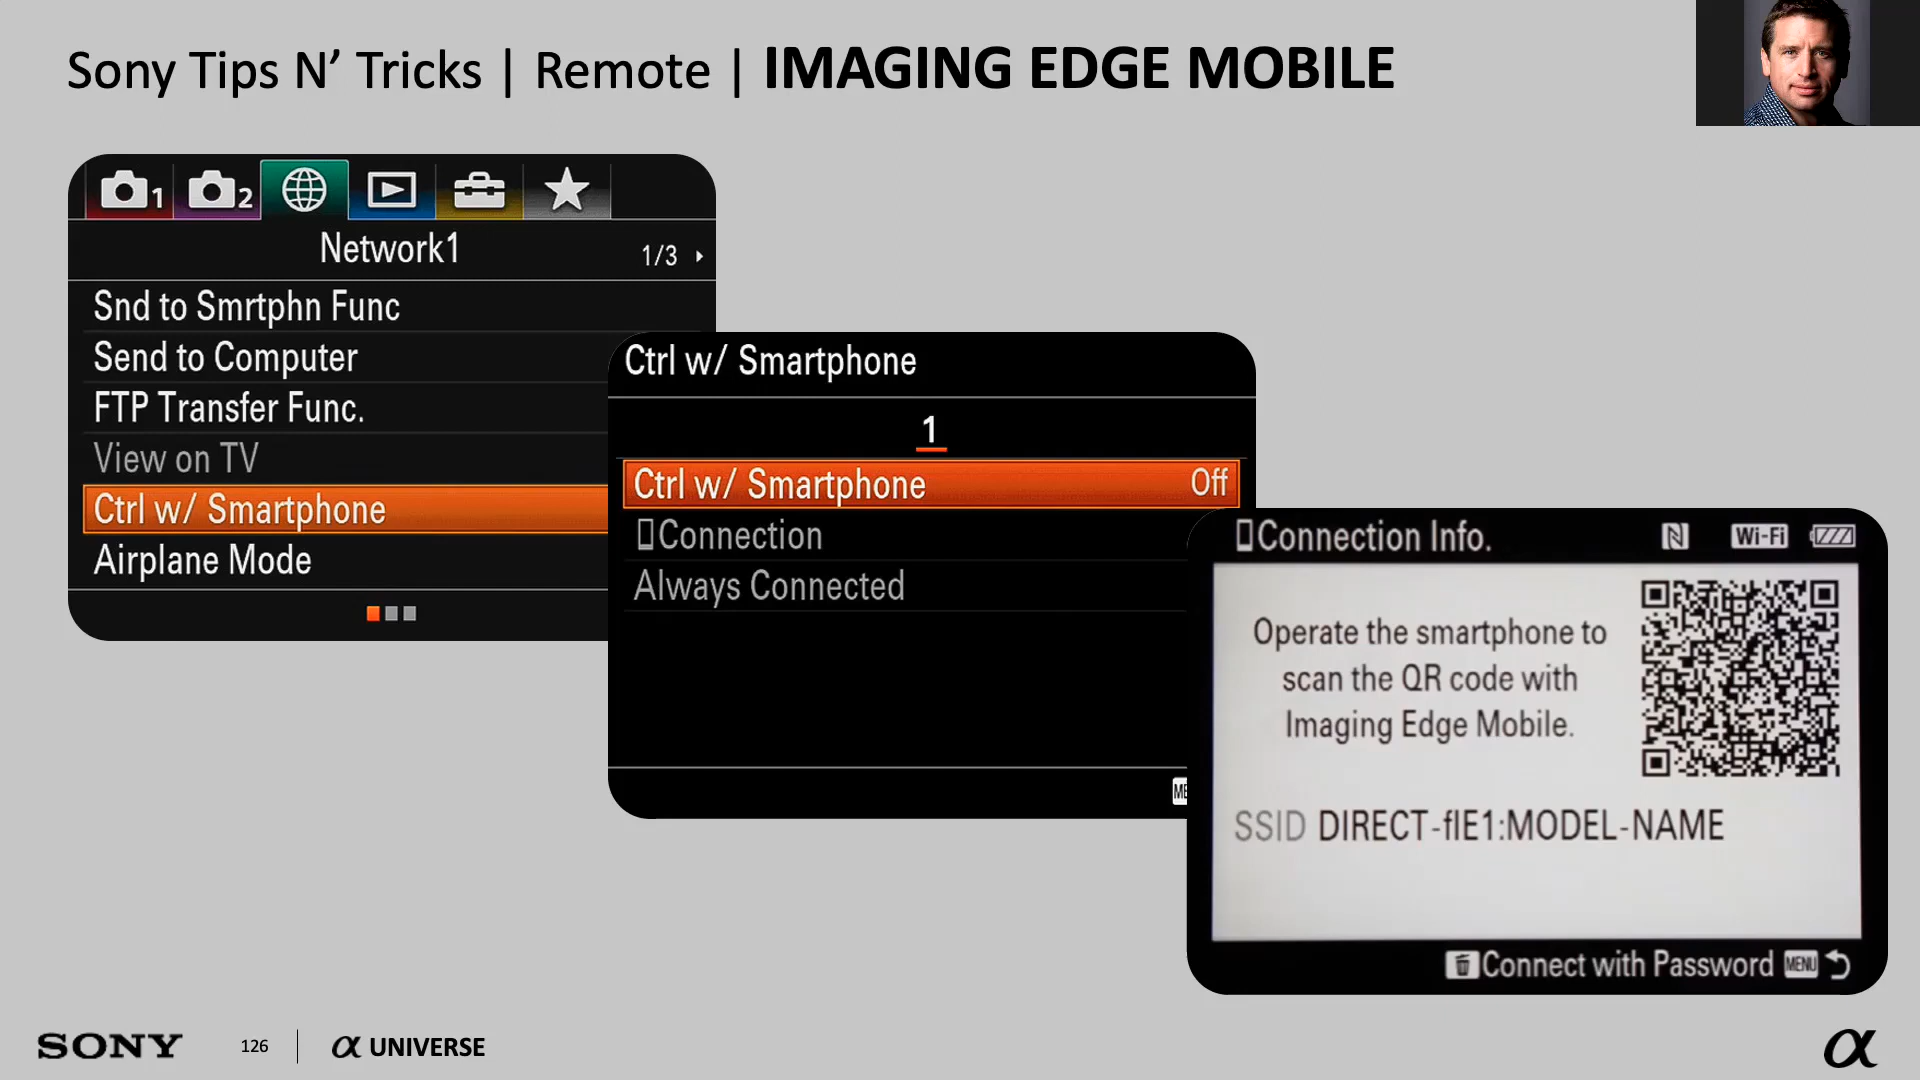 Sony Tips N’ Tricks | Remote | IMAGING EDGE MOBILE
1
2
Network1
1/3
Snd to Smrtphn Func
Send to Computer
FTP Transfer Func.
View on TV
Ctrl w/ Smartphone
Airplane Mode
Ctrl w/ Smartphone
1
Ctrl w/ Smartphone Off
Connection
Always Connected
Connection Info.
Wi-Fi
Operate the smartphone to
scan the QR code with
Imaging Edge Mobile.
SSID DIRECT-flE1:MODEL-NAME
Connect with Password MENU
SONY 126 α UNIVERSE
α